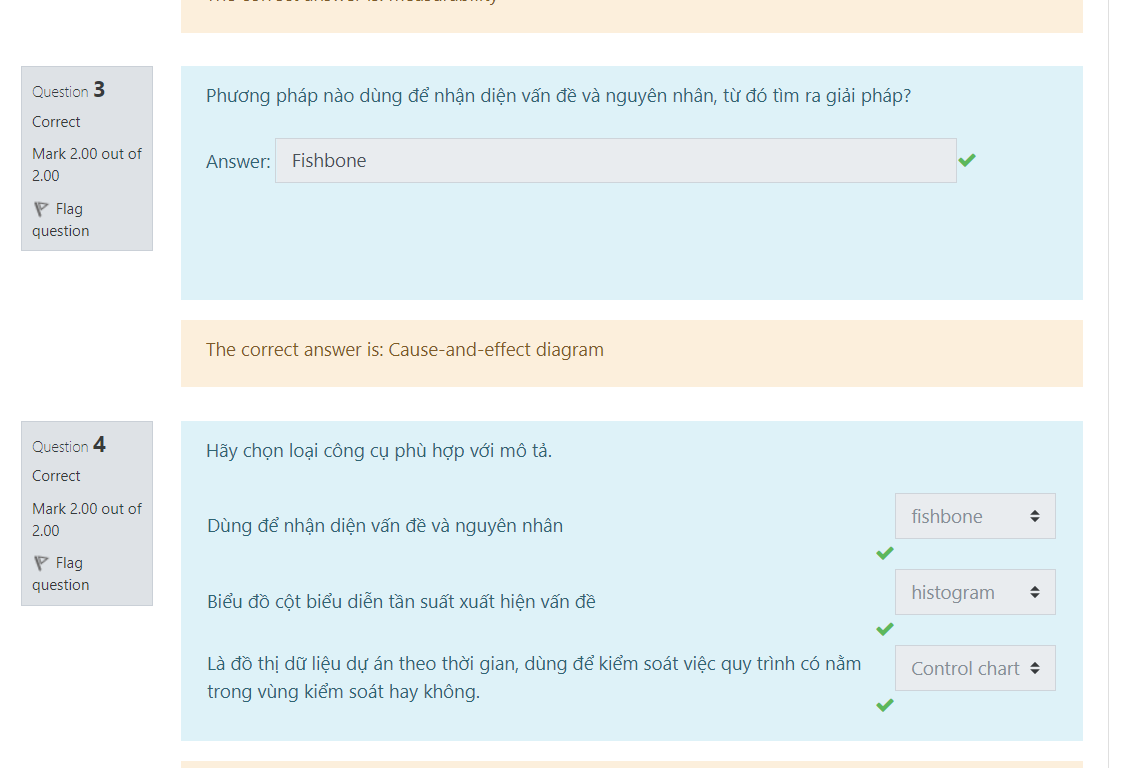 Question 3
Correct
Mark 2.00 out of
2.00
Flag
question
Phương pháp nào dùng để nhận diện vấn đề và nguyên nhân, từ đó tìm ra giải pháp?
Answer: Fishbone
The correct answer is: Cause-and-effect diagram
Question 4
Correct
Mark 2.00 out of
2.00
Flag
question
Hãy chọn loại công cụ phù hợp với mô tả.
Dùng để nhận diện vấn đề và nguyên nhân
fishbone
Biểu đồ cột biểu diễn tần suất xuất hiện vấn đề
histogram
Là đồ thị dữ liệu dự án theo thời gian, dùng để kiểm soát việc quy trình có nằm
trong vùng kiểm soát hay không.
Control chart